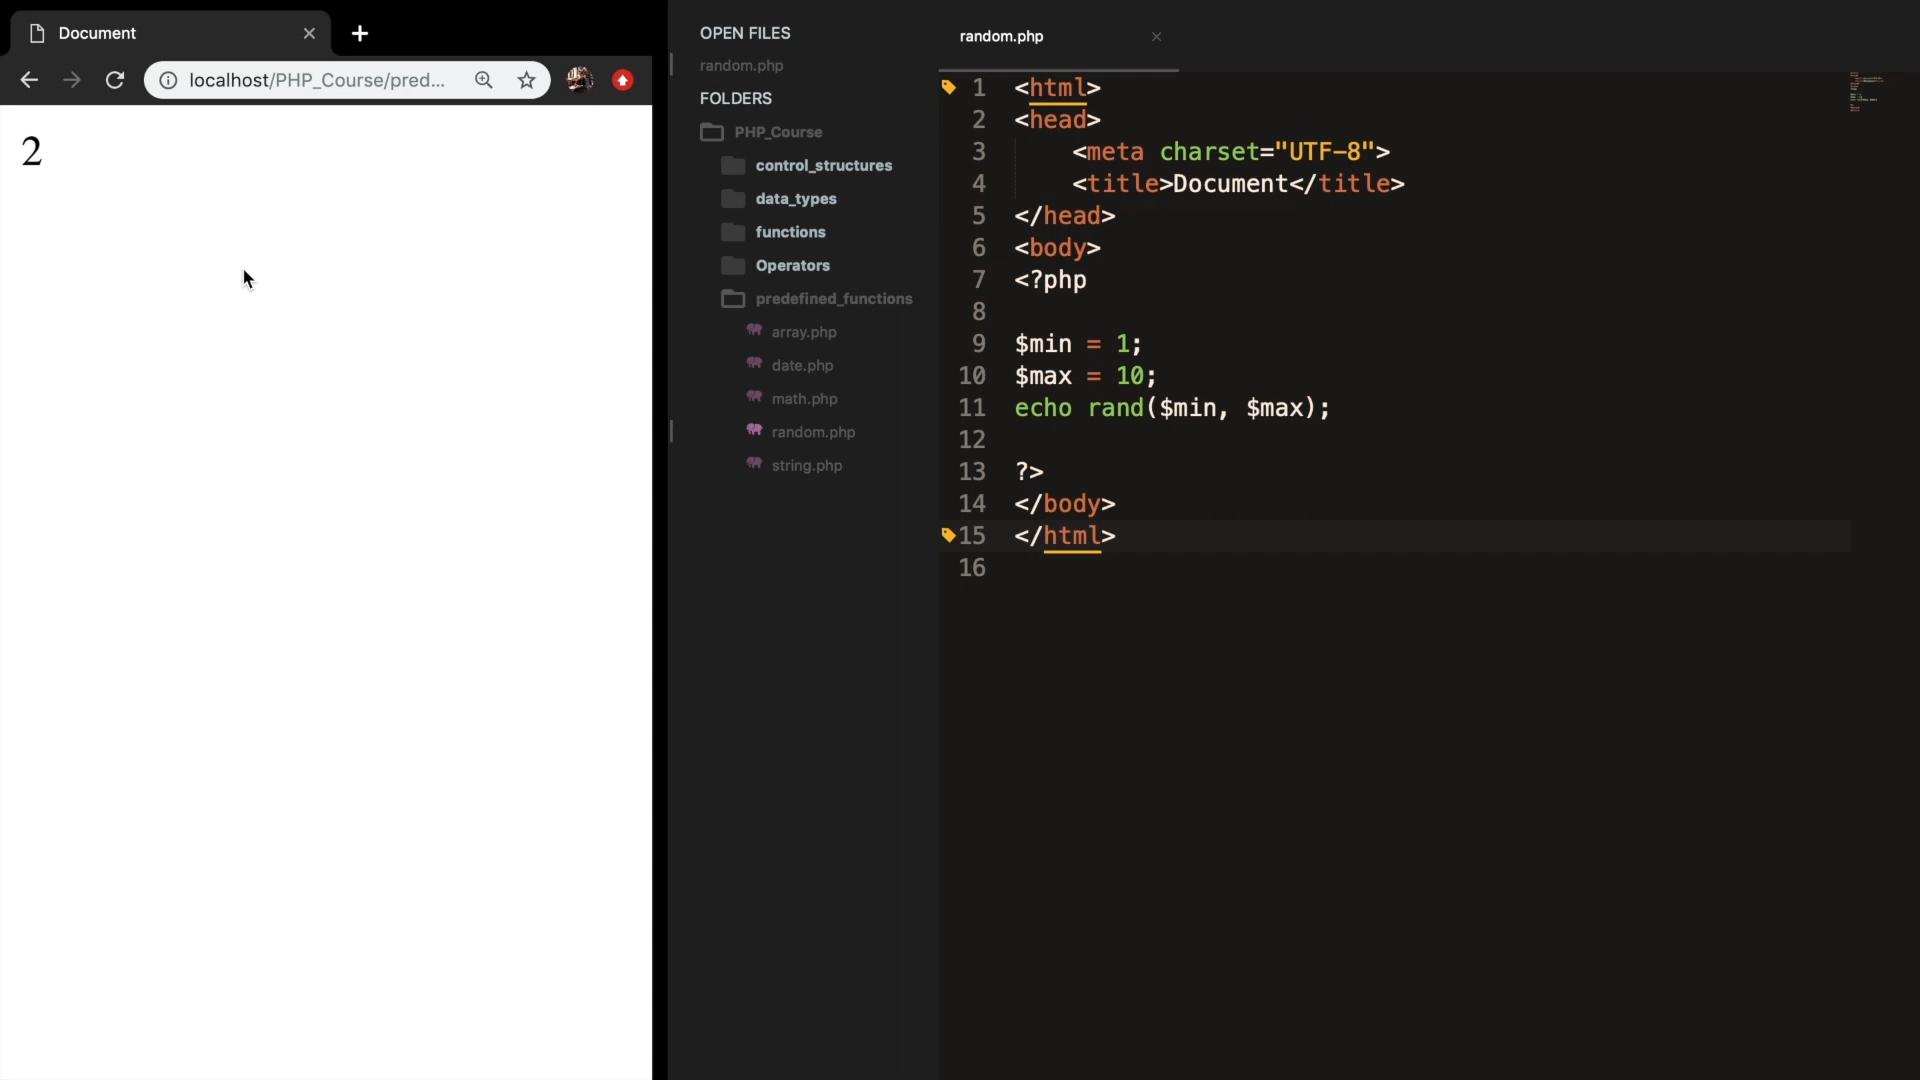 Document
localhost/PHP_Course/pred...
2
OPEN FILES
random.php
FOLDERS
PHP_Course
control_structures
data_types
functions
Operators
predefined_functions
array.php
date.php
math.php
random.php
string.php
random.php
1 <html>
2 <head>
3 <meta charset="UTF-8">
4 <title>Document</title>
5 </head>
6 <body>
7 <?php
8
9 $min = 1;
10 $max = 10;
11 echo rand($min, $max);
12
13 ?>
14 </body>
15 </html>
16